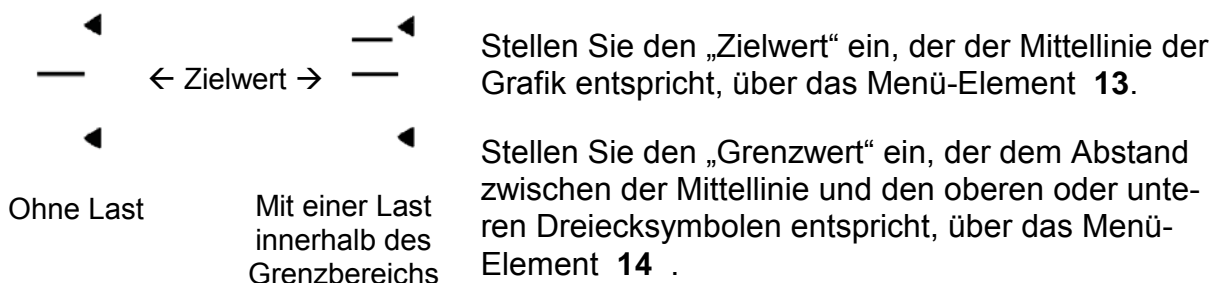 ← Zielwert →
Ohne Last
Mit einer Last
innerhalb des
Grenzbereichs
Stellen Sie den „Zielwert“ ein, der der Mittellinie der
Grafik entspricht, über das Menü-Element 13.
Stellen Sie den „Grenzwert“ ein, der dem Abstand
zwischen der Mittellinie und den oberen oder unte-
ren Dreiecksymbolen entspricht, über das Menü-
Element 14 .